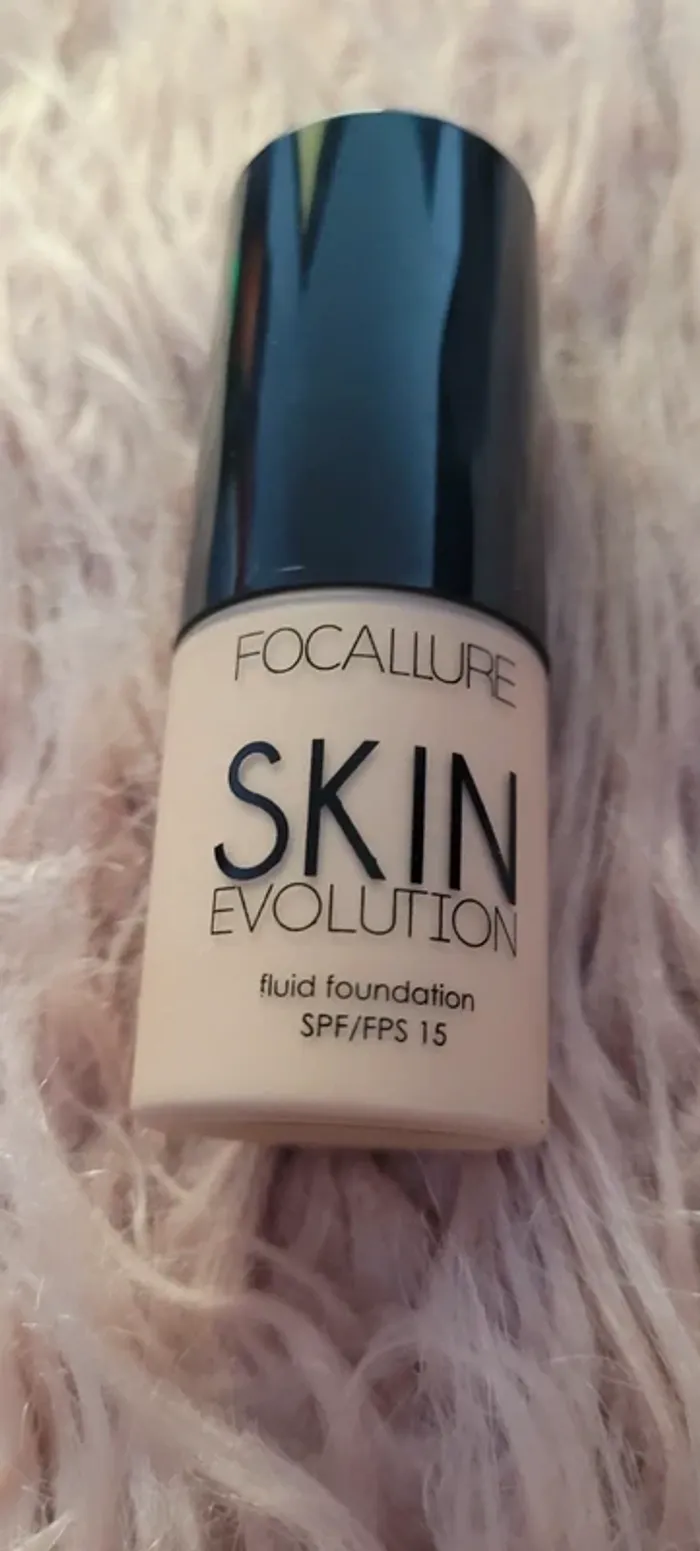 FOCALLURE
SKIN
EVOLUTION
fluid foundation
SPF/FPS 15